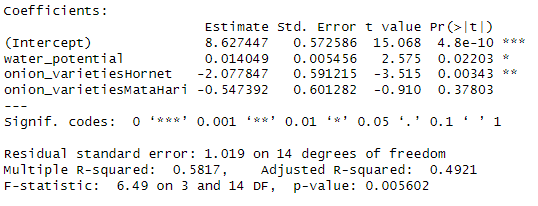 Coefficients:
Estimate Std. Error t value Pr(>|t|)
(Intercept) 8.627447 0.572586 15.068 4.8e-10 ***
water_potential 0.014049 0.005456 2.575 0.02203 *
onion_varietiesHornet -2.077847 0.591215 -3.515 0.00343 **
onion_varietiesMataHari -0.547392 0.601282 -0.910 0.37803
---
Signif. codes: 0 ‘***’ 0.001 ‘**’ 0.01 ‘*’ 0.05 ‘.’ 0.1 ‘ ’ 1
Residual standard error: 1.019 on 14 degrees of freedom
Multiple R-squared: 0.5817, Adjusted R-squared: 0.4921
F-statistic: 6.49 on 3 and 14 DF, p-value: 0.005602